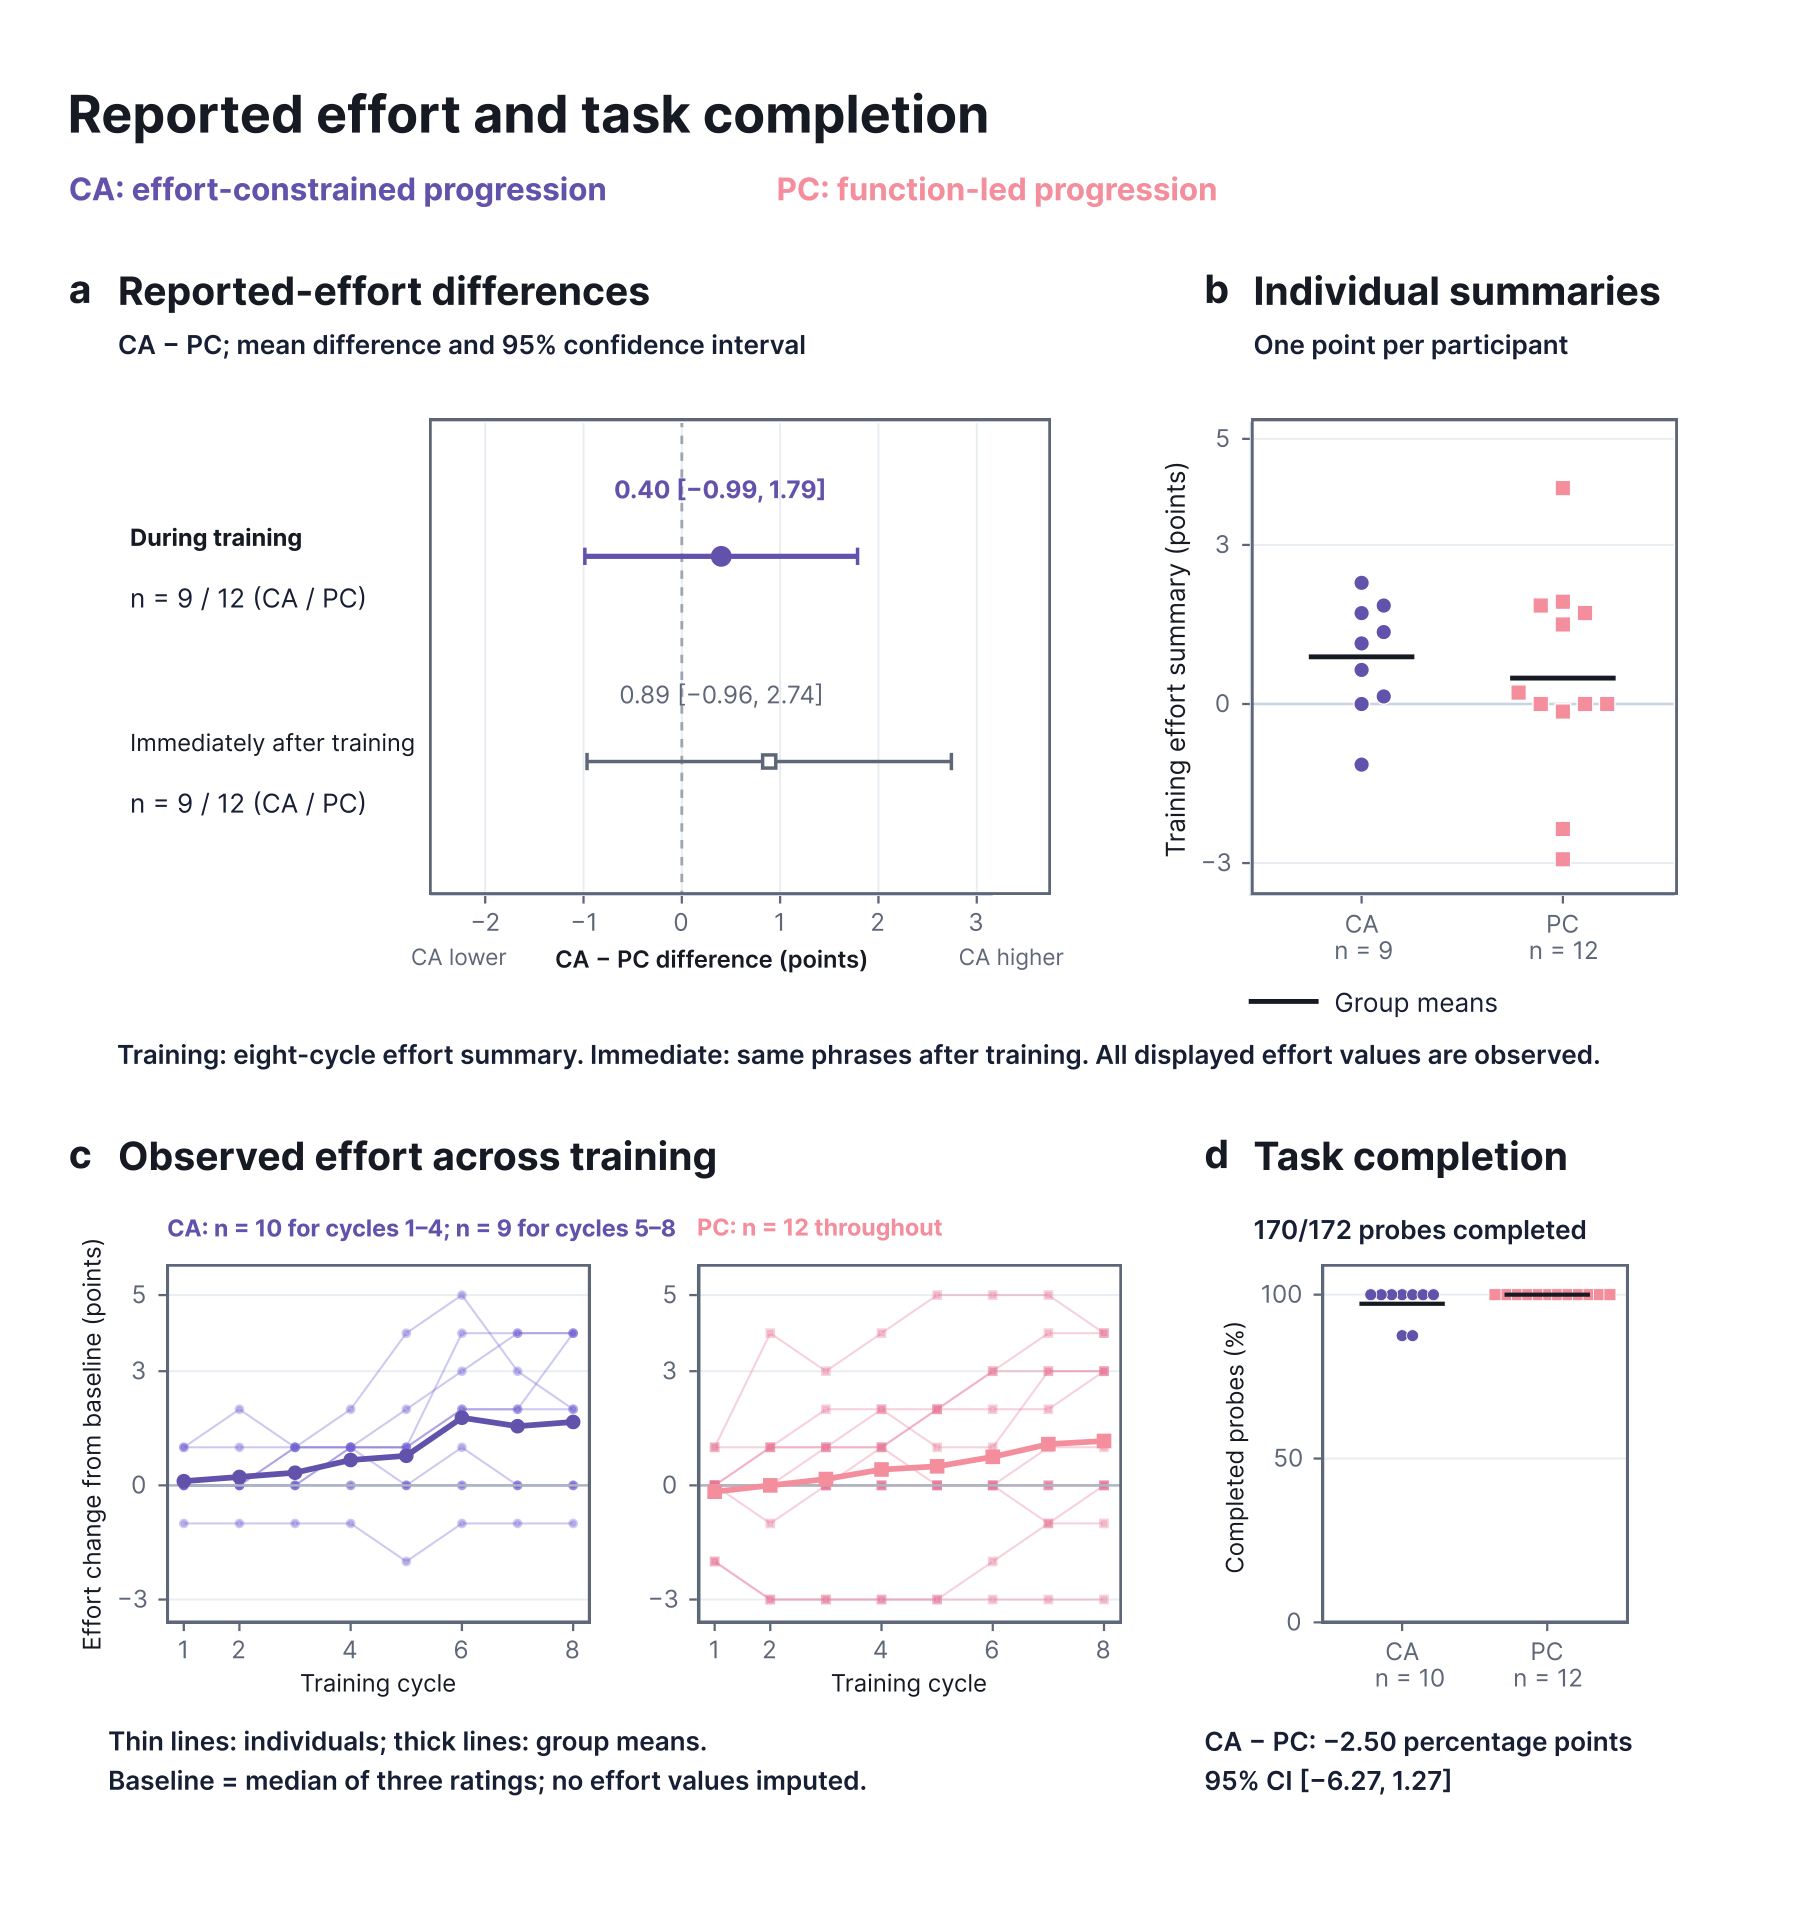 Reported effort and task completion
CA: effort-constrained progression
PC: function-led progression
a Reported-effort differences
CA − PC; mean difference and 95% confidence interval
0.40 [−0.99, 1.79]
During training
n = 9 / 12 (CA / PC)
0.89 [−0.96, 2.74]
Immediately after training
n = 9 / 12 (CA / PC)
−2 −1 0 1 2 3
CA lower CA − PC difference (points) CA higher
b Individual summaries
One point per participant
Training effort summary (points)
5
3
0
−3
CA PC
n = 9 n = 12
Group means
Training: eight-cycle effort summary. Immediate: same phrases after training. All displayed effort values are observed.
c Observed effort across training
CA: n = 10 for cycles 1–4; n = 9 for cycles 5–8
PC: n = 12 throughout
Effort change from baseline (points)
5
3
0
−3
1 2 4 6 8
Training cycle
5
3
0
−3
1 2 4 6 8
Training cycle
Thin lines: individuals; thick lines: group means.
Baseline = median of three ratings; no effort values imputed.
d Task completion
170/172 probes completed
Completed probes (%)
100
50
0
CA PC
n = 10 n = 12
CA − PC: −2.50 percentage points
95% CI [−6.27, 1.27]